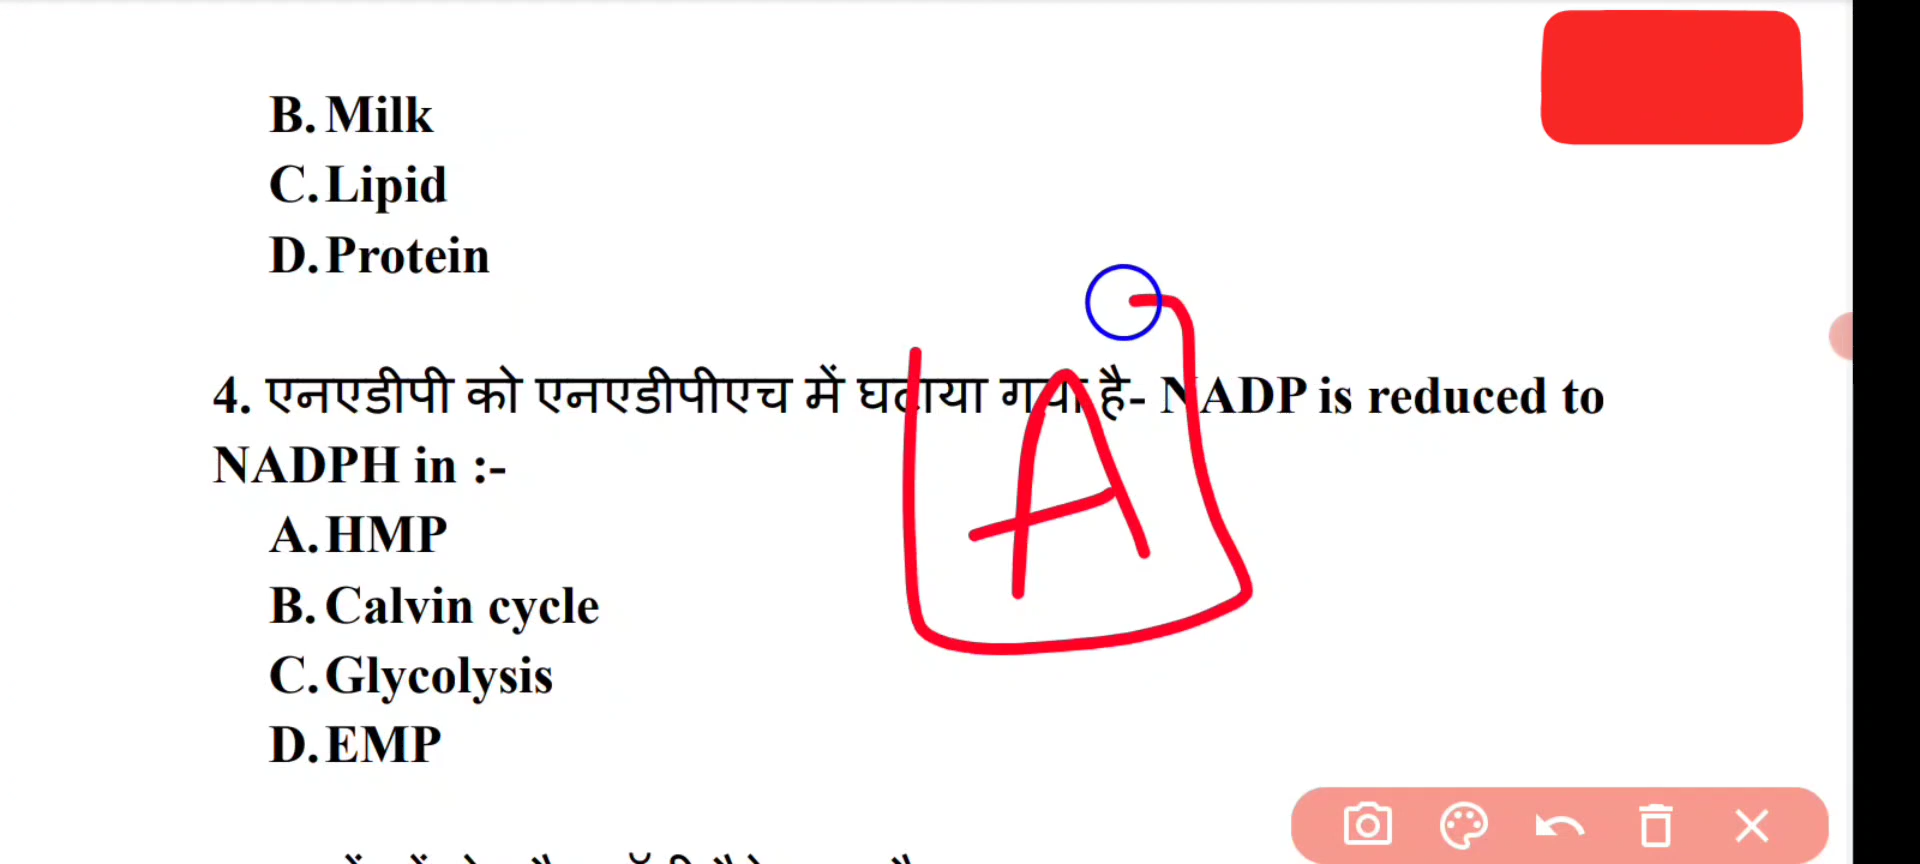 B. Milk
C. Lipid
D. Protein
4. एनएडीपी को एनएडीपीएच में घटाया गया है- NADP is reduced to
NADPH in :-
A. HMP
B. Calvin cycle
C. Glycolysis
D. EMP
A